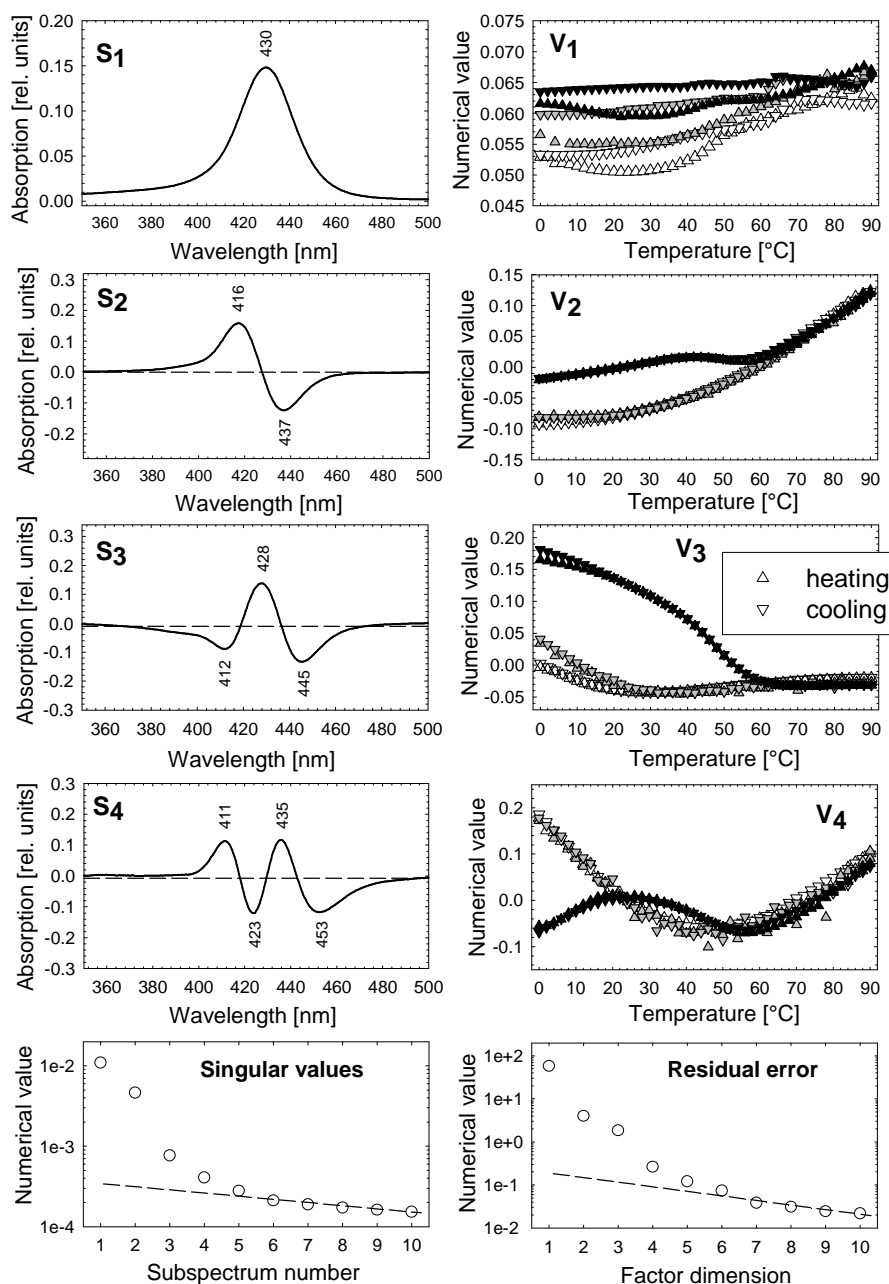 S1
430
Absorption [rel. units]
0.15
0.10
0.05
0.00
360 380 400 420 440 460 480 500
Wavelength [nm]
V1
Numerical value
0.075
0.070
0.065
0.060
0.055
0.050
0.045
0 10 20 30 40 50 60 70 80 90
Temperature [°C]
S2
416
437
Absorption [rel. units]
0.3
0.2
0.1
0.0
-0.1
-0.2
360 380 400 420 440 460 480 500
Wavelength [nm]
V2
Numerical value
0.15
0.10
0.05
0.00
-0.05
-0.10
-0.15
0 10 20 30 40 50 60 70 80 90
Temperature [°C]
S3
428
412
445
Absorption [rel. units]
0.3
0.2
0.1
0.0
-0.1
-0.2
-0.3
360 380 400 420 440 460 480 500
Wavelength [nm]
V3
heating
cooling
Numerical value
0.20
0.15
0.10
0.05
0.00
-0.05
0 10 20 30 40 50 60 70 80 90
Temperature [°C]
S4
411
435
423
453
Absorption [rel. units]
0.3
0.2
0.1
0.0
-0.1
-0.2
-0.3
360 380 400 420 440 460 480 500
Wavelength [nm]
V4
Numerical value
0.2
0.1
0.0
-0.1
0 10 20 30 40 50 60 70 80 90
Temperature [°C]
Singular values
Numerical value
1e-2
1e-3
1e-4
1 2 3 4 5 6 7 8 9 10
Subspectrum number
Residual error
Numerical value
1e+2
1e+1
1e+0
1e-1
1e-2
1 2 3 4 5 6 7 8 9 10
Factor dimension